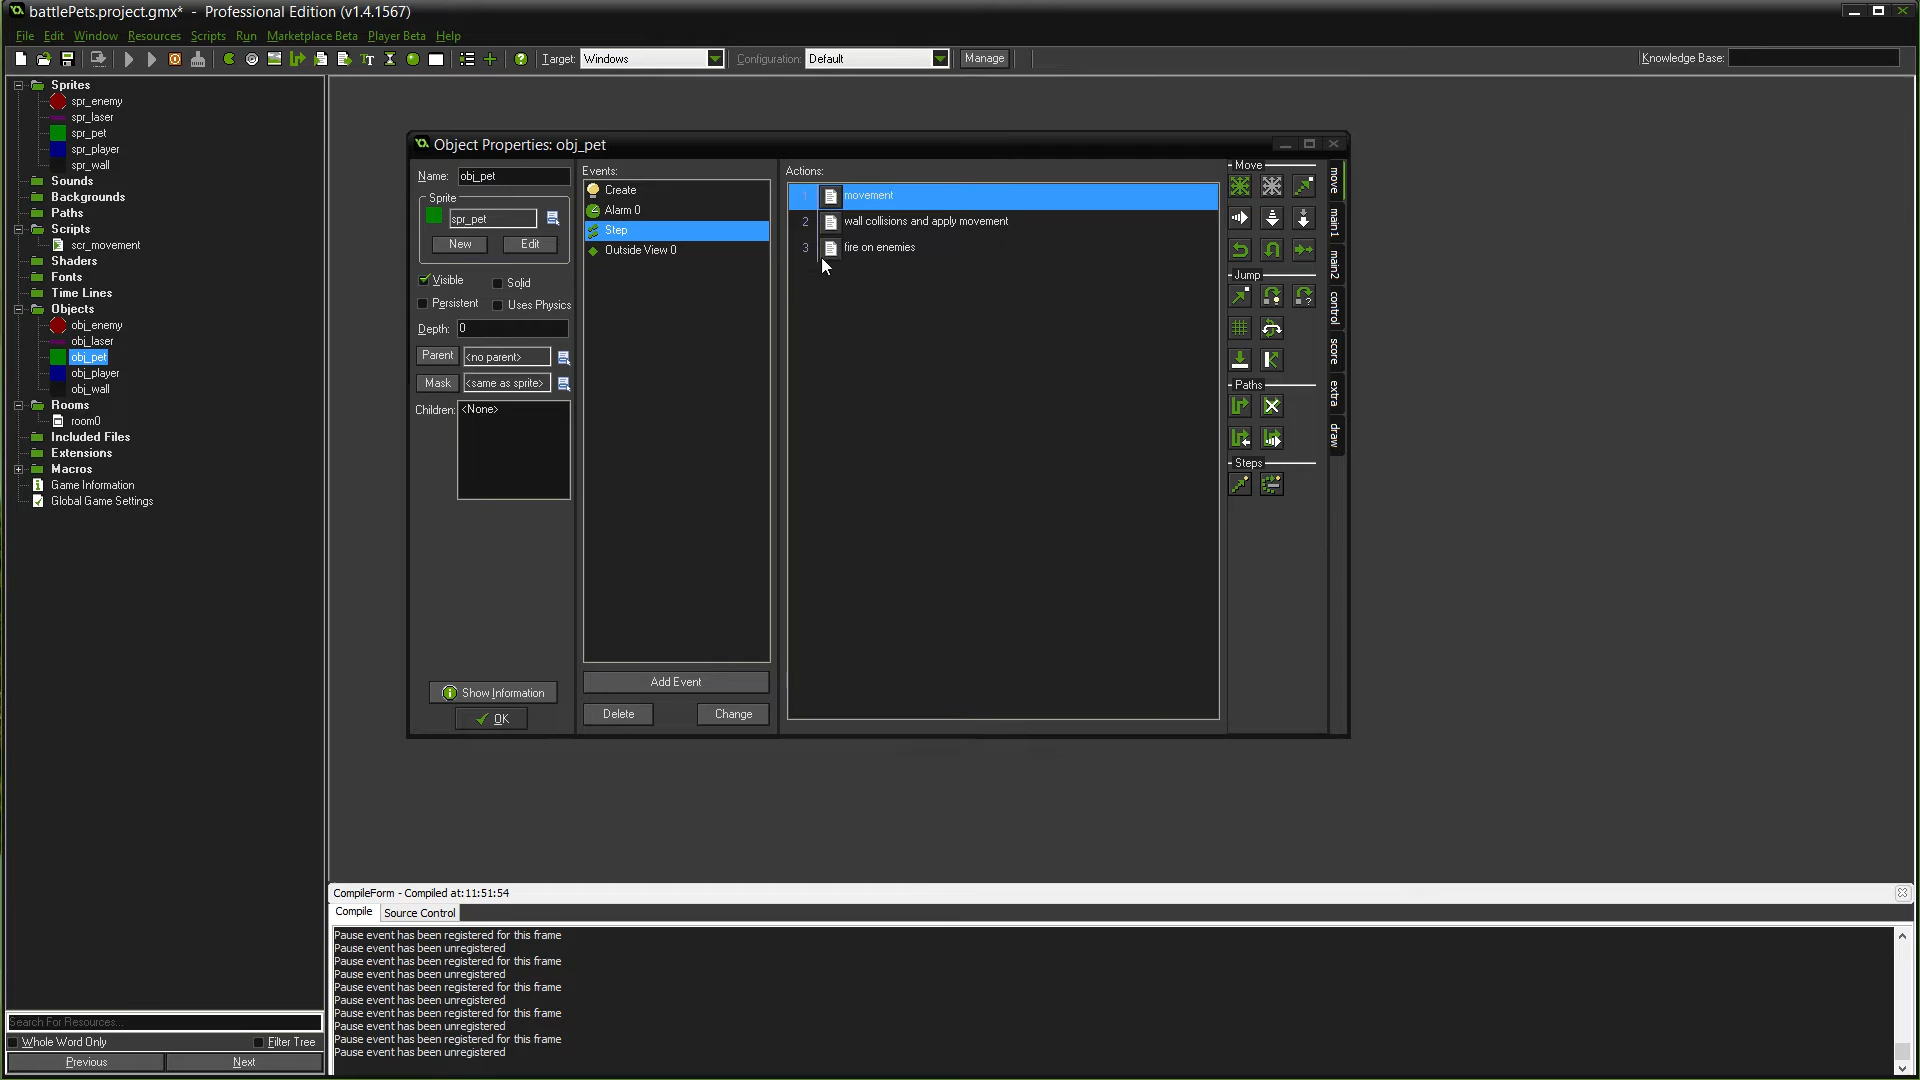 battlePets.project.gmx* - Professional Edition (v1.4.1567)
File Edit Window Resources Scripts Run Marketplace Beta Player Beta Help
Target: Windows Configuration: Default Manage Knowledge Base:
Sprites
spr_enemy
spr_laser
spr_pet
spr_player
spr_wall
Sounds
Backgrounds
Paths
Scripts
scr_movement
Shaders
Fonts
Time Lines
Objects
obj_enemy
obj_laser
obj_pet
obj_player
obj_wall
Rooms
room0
Included Files
Extensions
Macros
Game Information
Global Game Settings
Search For Resources...
Whole Word Only Filter Tree
Previous Next
Object Properties: obj_pet
Name: obj_pet
Sprite
spr_pet
New Edit
Visible Solid
Persistent Uses Physics
Depth: 0
Parent <no parent>
Mask <same as sprite>
Children: <None>
Show Information
OK
Events:
Create
Alarm 0
Step
Outside View 0
Add Event
Delete Change
Actions:
1 movement
2 wall collisions and apply movement
3 fire on enemies
Move
Jump
Paths
Steps
move
main1
main2
control
score
extra
draw
CompileForm - Compiled at:11:51:54
Compile Source Control
Pause event has been registered for this frame
Pause event has been unregistered
Pause event has been registered for this frame
Pause event has been unregistered
Pause event has been registered for this frame
Pause event has been unregistered
Pause event has been registered for this frame
Pause event has been unregistered
Pause event has been registered for this frame
Pause event has been unregistered